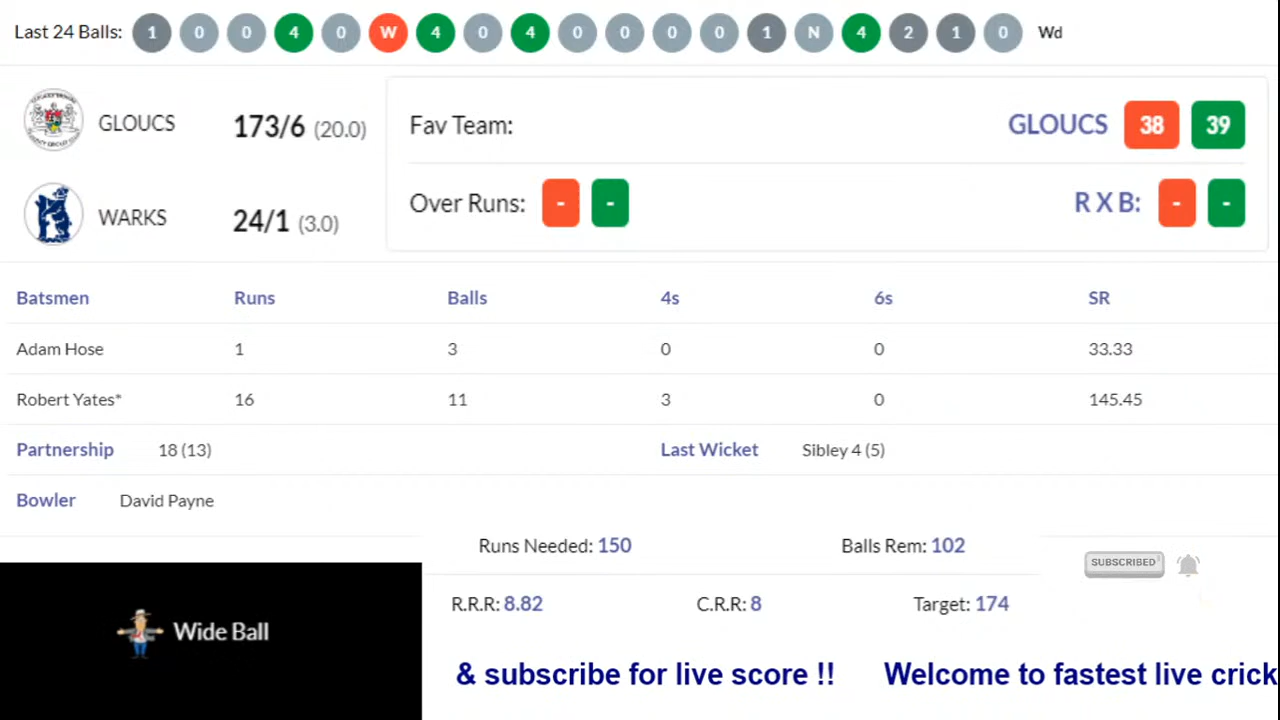 Last 24 Balls: 1 0 0 4 0 W 4 0 4 0 0 0 0 1 N 4 2 1 0 Wd
GLOUCS 173/6 (20.0)
Fav Team: GLOUCS 38 39
WARKS 24/1 (3.0)
Over Runs: - - R X B: - -
Batsmen Runs Balls 4s 6s SR
Adam Hose 1 3 0 0 33.33
Robert Yates* 16 11 3 0 145.45
Partnership 18 (13) Last Wicket Sibley 4 (5)
Bowler David Payne
Runs Needed: 150 Balls Rem: 102
SUBSCRIBED
R.R.R: 8.82 C.R.R: 8 Target: 174
Wide Ball
& subscribe for live score !! Welcome to fastest live crick